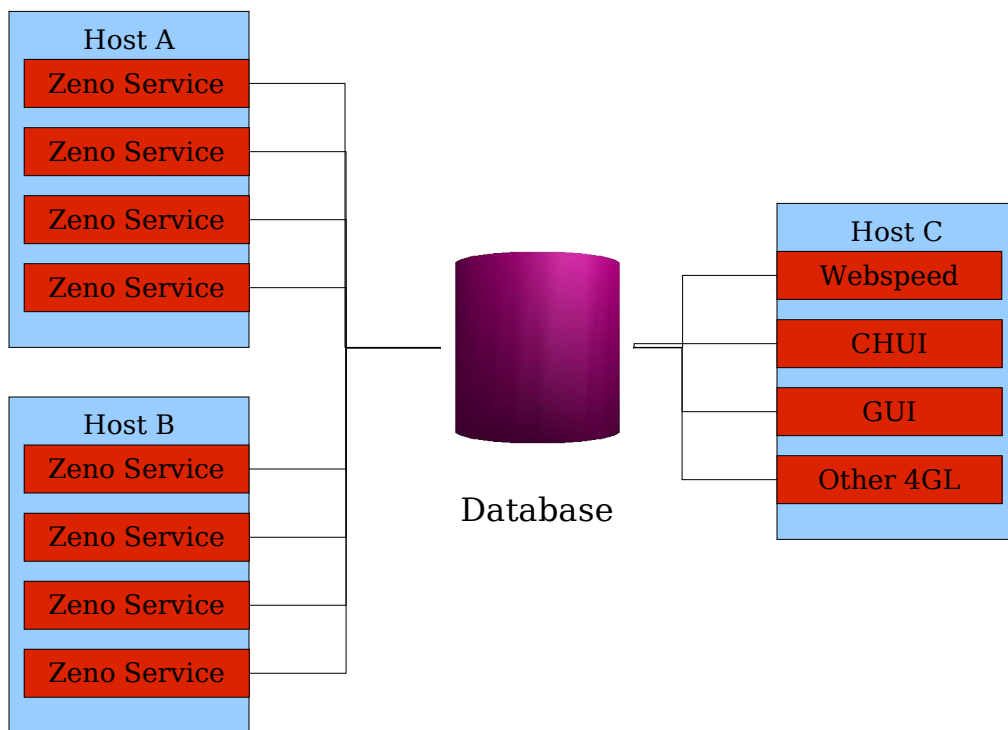 Host A
Zeno Service
Zeno Service
Zeno Service
Zeno Service
Host B
Zeno Service
Zeno Service
Zeno Service
Zeno Service
Database
Host C
Webspeed
CHUI
GUI
Other 4GL